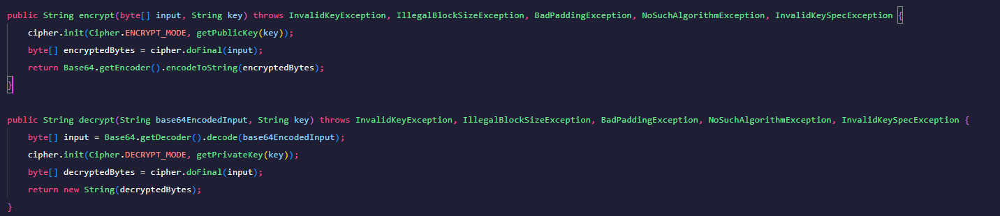 public String encrypt(byte[] input, String key) throws InvalidKeyException, IllegalBlockSizeException, BadPaddingException, NoSuchAlgorithmException, InvalidKeySpecException {
    cipher.init(Cipher.ENCRYPT_MODE, getPublicKey(key));
    byte[] encryptedBytes = cipher.doFinal(input);
    return Base64.getEncoder().encodeToString(encryptedBytes);
}
public String decrypt(String base64EncodedInput, String key) throws InvalidKeyException, IllegalBlockSizeException, BadPaddingException, NoSuchAlgorithmException, InvalidKeySpecException {
    byte[] input = Base64.getDecoder().decode(base64EncodedInput);
    cipher.init(Cipher.DECRYPT_MODE, getPrivateKey(key));
    byte[] decryptedBytes = cipher.doFinal(input);
    return new String(decryptedBytes);
}